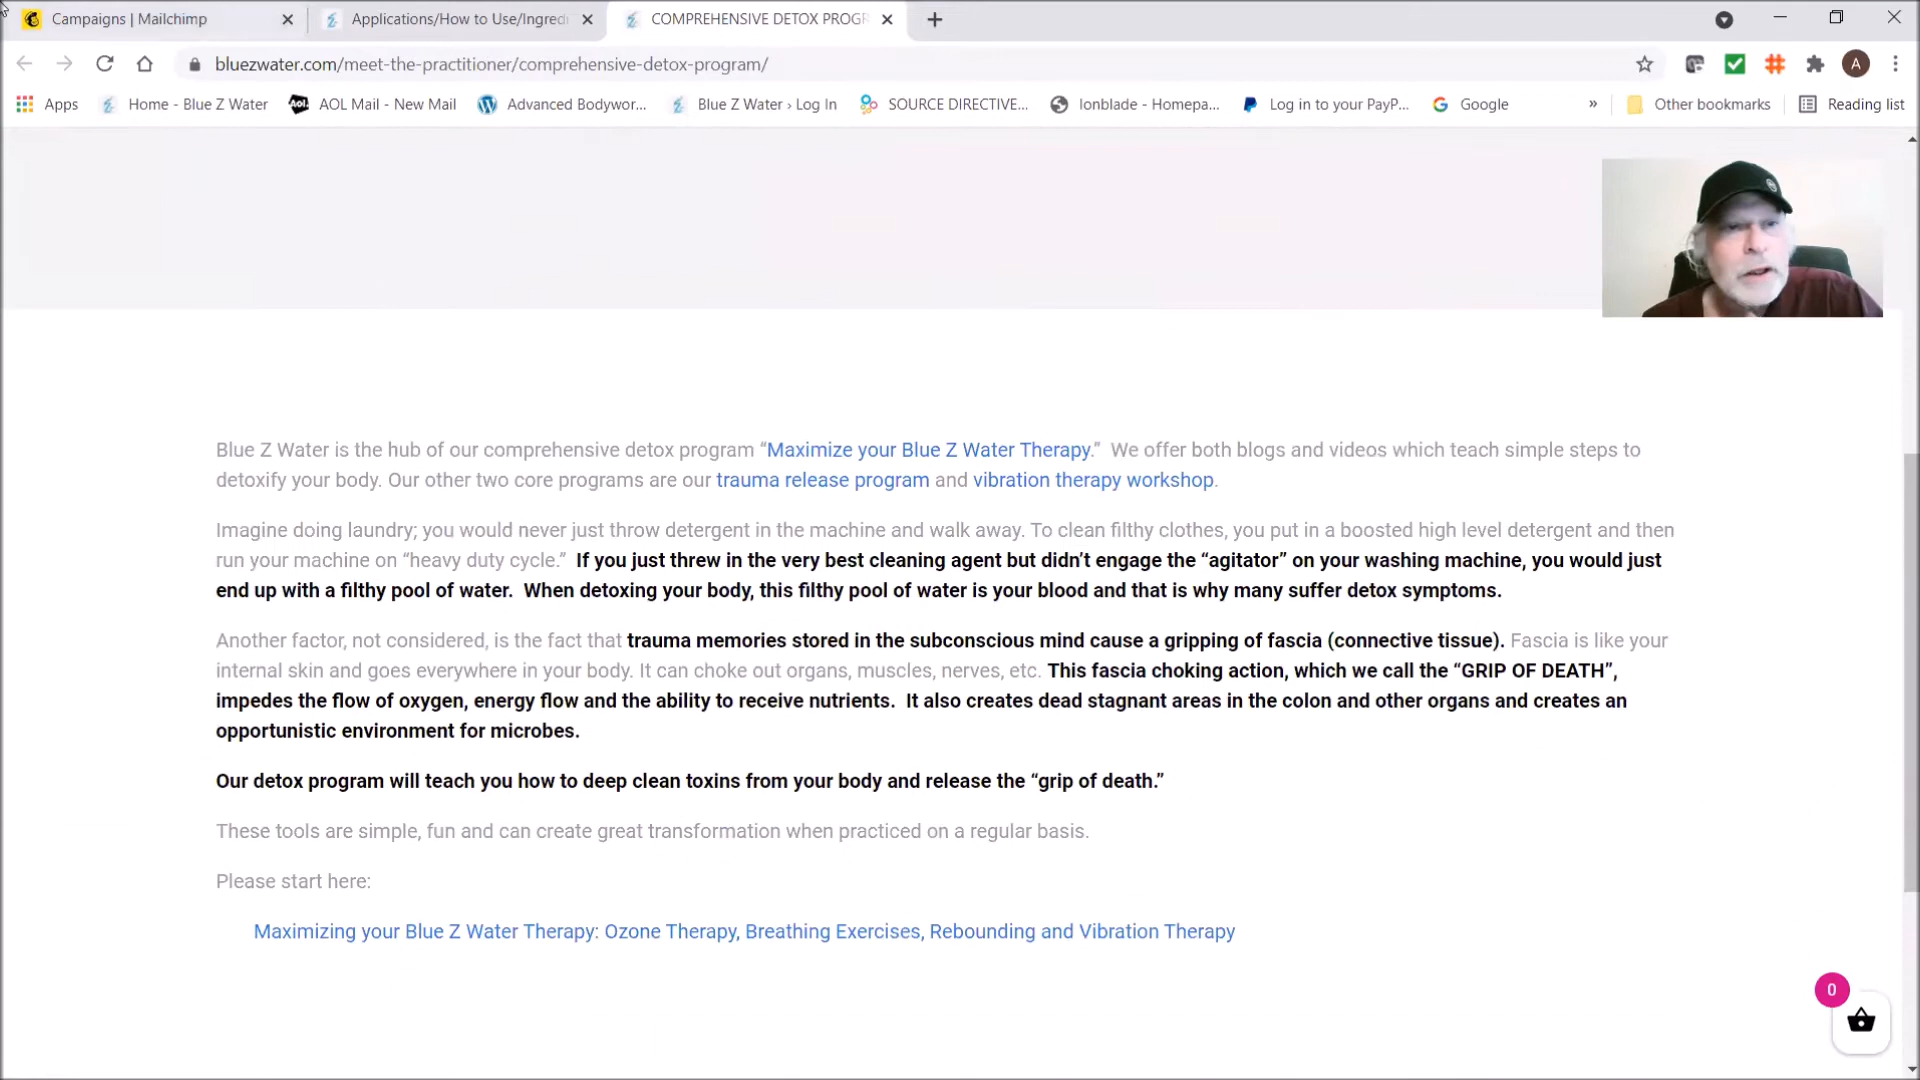 Campaigns | Mailchimp
Applications/How to Use/Ingredi
COMPREHENSIVE DETOX PROGR
bluezwater.com/meet-the-practitioner/comprehensive-detox-program/
A
Apps
Home - Blue Z Water
Aol.
AOL Mail - New Mail
Advanced Bodywor...
Blue Z Water › Log In
SOURCE DIRECTIVE...
Ionblade - Homepa...
Log in to your PayP...
Google
»
Other bookmarks
Reading list
Blue Z Water is the hub of our comprehensive detox program “Maximize your Blue Z Water Therapy.”  We offer both blogs and videos which teach simple steps to
detoxify your body. Our other two core programs are our trauma release program and vibration therapy workshop.
Imagine doing laundry; you would never just throw detergent in the machine and walk away. To clean filthy clothes, you put in a boosted high level detergent and then
run your machine on “heavy duty cycle.”  If you just threw in the very best cleaning agent but didn’t engage the “agitator” on your washing machine, you would just
end up with a filthy pool of water.  When detoxing your body, this filthy pool of water is your blood and that is why many suffer detox symptoms.
Another factor, not considered, is the fact that trauma memories stored in the subconscious mind cause a gripping of fascia (connective tissue). Fascia is like your
internal skin and goes everywhere in your body. It can choke out organs, muscles, nerves, etc. This fascia choking action, which we call the “GRIP OF DEATH”,
impedes the flow of oxygen, energy flow and the ability to receive nutrients.  It also creates dead stagnant areas in the colon and other organs and creates an
opportunistic environment for microbes.
Our detox program will teach you how to deep clean toxins from your body and release the “grip of death.”
These tools are simple, fun and can create great transformation when practiced on a regular basis.
Please start here:
Maximizing your Blue Z Water Therapy: Ozone Therapy, Breathing Exercises, Rebounding and Vibration Therapy
0